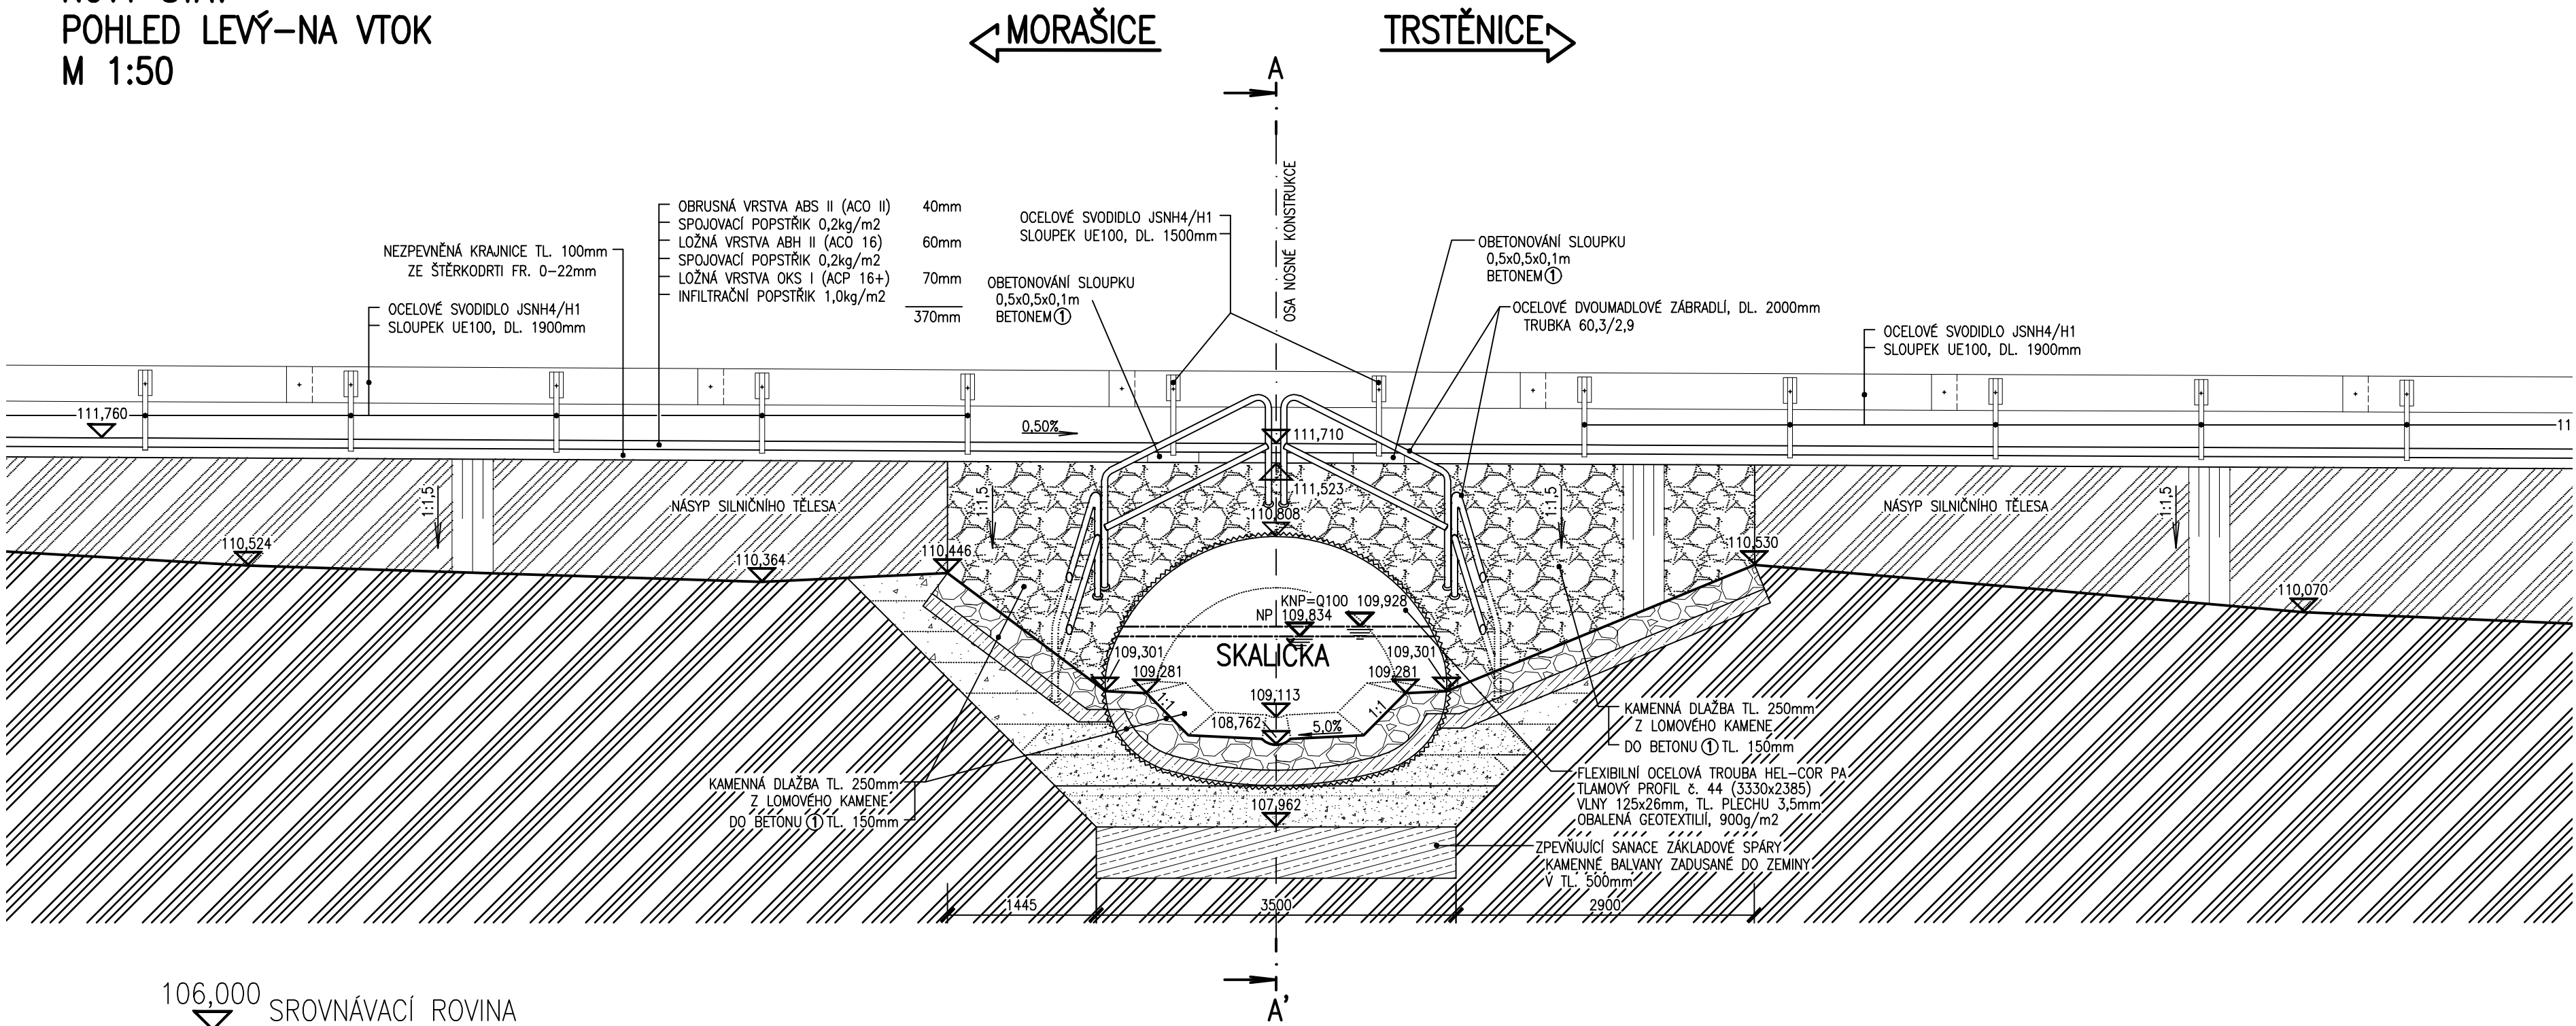 POHLED LEVÝ-NA VTOK
M 1:50
MORAŠICE
TRSTĚNICE
A
OSA NOSNÉ KONSTRUKCE
NEZPEVNĚNÁ KRAJNICE TL. 100mm
ZE ŠTĚRKODRTI FR. 0-22mm
OCELOVÉ SVODIDLO JSNH4/H1
SLOUPEK UE100, DL. 1900mm
OBRUSNÁ VRSTVA ABS II (ACO II) 40mm
SPOJOVACÍ POPSTŘIK 0,2kg/m2
LOŽNÁ VRSTVA ABH II (ACO 16) 60mm
SPOJOVACÍ POPSTŘIK 0,2kg/m2
LOŽNÁ VRSTVA OKS I (ACP 16+) 70mm
INFILTRAČNÍ POPSTŘIK 1,0kg/m2
370mm
OCELOVÉ SVODIDLO JSNH4/H1
SLOUPEK UE100, DL. 1500mm
OBETONOVÁNÍ SLOUPKU
0,5x0,5x0,1m
BETONEM ①
OBETONOVÁNÍ SLOUPKU
0,5x0,5x0,1m
BETONEM ①
OCELOVÉ DVOUMADLOVÉ ZÁBRADLÍ, DL. 2000mm
TRUBKA 60,3/2,9
OCELOVÉ SVODIDLO JSNH4/H1
SLOUPEK UE100, DL. 1900mm
111,760
0,50%
111,710
11
111,523
110,808
1:1,5
1:1,5
1:1,5
1:1,5
NÁSYP SILNIČNÍHO TĚLESA
NÁSYP SILNIČNÍHO TĚLESA
110,524
110,364
110,446
110,530
110,070
KNP=Q100 109,928
NP 109,834
SKALIČKA
109,301
109,301
109,281
109,281
109,113
1:1
1:1
108,762
5,0%
KAMENNÁ DLAŽBA TL. 250mm
Z LOMOVÉHO KAMENE
DO BETONU ① TL. 150mm
KAMENNÁ DLAŽBA TL. 250mm
Z LOMOVÉHO KAMENE
DO BETONU ① TL. 150mm
FLEXIBILNÍ OCELOVÁ TROUBA HEL-COR PA
TLAMOVÝ PROFIL č. 44 (3330x2385)
VLNY 125x26mm, TL. PLECHU 3,5mm
OBALENÁ GEOTEXTILIÍ, 900g/m2
107,962
ZPEVŇUJÍCÍ SANACE ZÁKLADOVÉ SPÁRY
KAMENNÉ BALVANY ZADUSANÉ DO ZEMINY
V TL. 500mm
1445
3500
2900
A'
106,000 SROVNÁVACÍ ROVINA